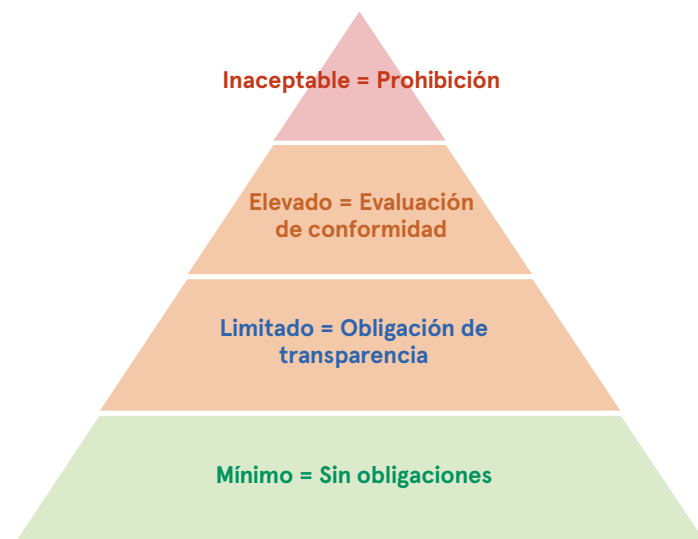 Inaceptable = Prohibición
Elevado = Evaluación
de conformidad
Limitado = Obligación de
transparencia
Mínimo = Sin obligaciones